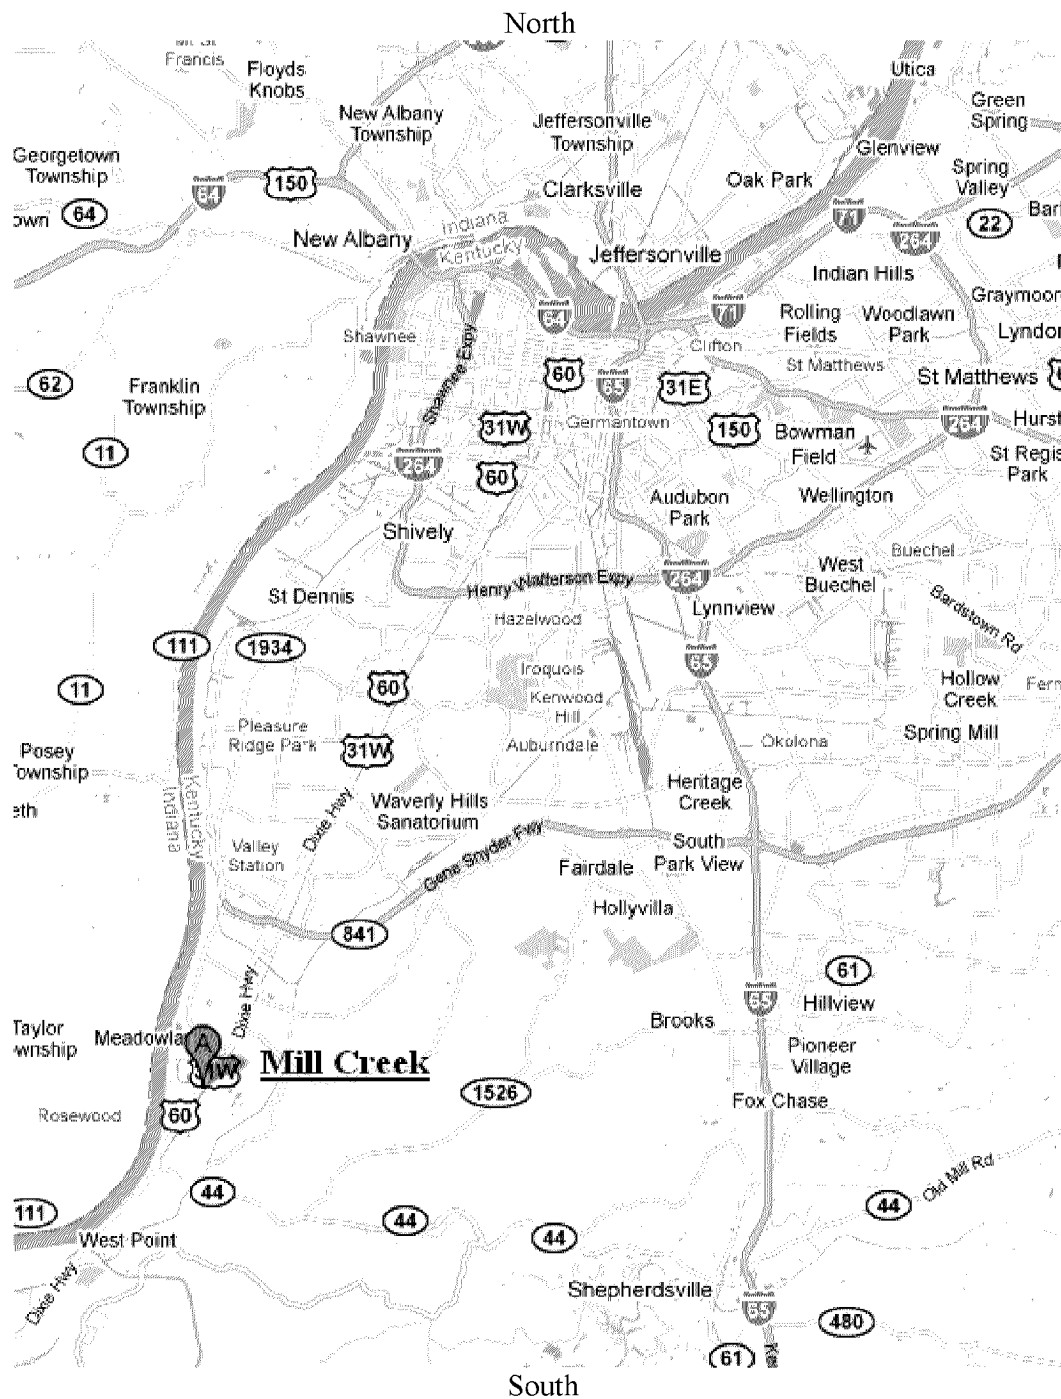 North
Francis
Floyds
Knobs
Utica
New Albany
Township
Jeffersonville
Township
Green
Spring
Glenview
Georgetown
Township
Spring
Valley
64
150
Clarksville
Oak Park
own
64
71
22
264
New Albany
Indiana
Kentucky
Jeffersonville
Indian Hills
64
71
Rolling
Fields
Woodlawn
Park
Shawnee
Shawnee Expy
Clifton
St Matthews
62
Franklin
Township
60
65
31E
St Matthews
31W
Germantown
150
Bowman
Field
264
11
264
60
Park
Audubon
Park
Wellington
Shively
Buechel
Henry Watterson Expy
264
West
Buechel
St Dennis
Lynnview
Bardstown Rd
Hazelwood
111
1934
65
Iroquois
11
60
Kenwood
Hill
Hollow
Creek
Pleasure
Ridge Park
31W
Auburndale
Okolona
Spring Mill
Posey
Township
Kentucky
Indiana
Heritage
Creek
eth
Waverly Hills
Sanatorium
Dixie Hwy
Valley
Station
Gene Snyder Fwy
South
Park View
Fairdale
Hollyvilla
841
61
Dixie Hwy
65
Hillview
Taylor
Brooks
A
Pioneer
Village
Mill Creek
1526
Rosewood
60
Fox Chase
44
Old Mill Rd
111
44
44
44
West Point
Dixie Hwy
Shepherdsville
65
480
61
South